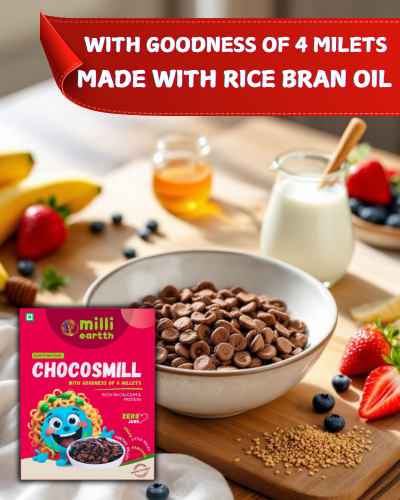 WITH GOODNESS OF 4 MILETS
MADE WITH RICE BRAN OIL
milli
eartth
CHOCOSMILL
WITH GOODNESS OF 4 MILLETS
RICH IN CALCIUM &
PROTEIN
ZERO
JUNK